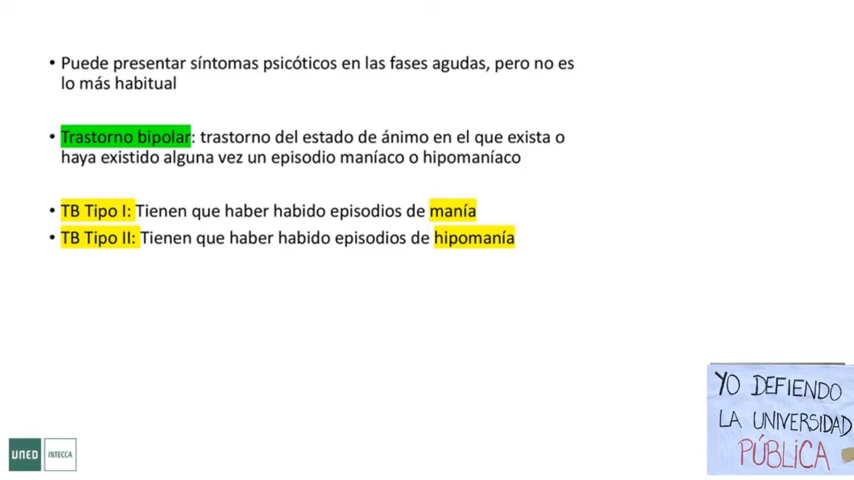 • Puede presentar síntomas psicóticos en las fases agudas, pero no es
lo más habitual
• Trastorno bipolar: trastorno del estado de ánimo en el que exista o
haya existido alguna vez un episodio maníaco o hipomaníaco
• TB Tipo I: Tienen que haber habido episodios de manía
• TB Tipo II: Tienen que haber habido episodios de hipomanía
YO DEFIENDO
LA UNIVERSIDAD
PÚBLICA
UNED INTECCA